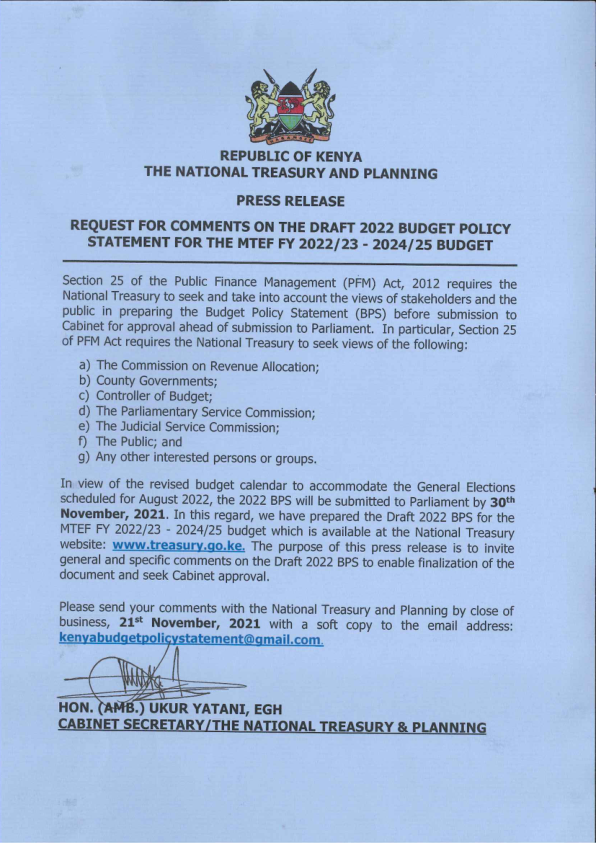 REPUBLIC OF KENYA
THE NATIONAL TREASURY AND PLANNING
PRESS RELEASE
REQUEST FOR COMMENTS ON THE DRAFT 2022 BUDGET POLICY
STATEMENT FOR THE MTEF FY 2022/23 - 2024/25 BUDGET
Section 25 of the Public Finance Management (PFM) Act, 2012 requires the
National Treasury to seek and take into account the views of stakeholders and the
public in preparing the Budget Policy Statement (BPS) before submission to
Cabinet for approval ahead of submission to Parliament. In particular, Section 25
of PFM Act requires the National Treasury to seek views of the following:
a) The Commission on Revenue Allocation;
b) County Governments;
c) Controller of Budget;
d) The Parliamentary Service Commission;
e) The Judicial Service Commission;
f) The Public; and
g) Any other interested persons or groups.
In view of the revised budget calendar to accommodate the General Elections
scheduled for August 2022, the 2022 BPS will be submitted to Parliament by 30th
November, 2021. In this regard, we have prepared the Draft 2022 BPS for the
MTEF FY 2022/23 - 2024/25 budget which is available at the National Treasury
website: www.treasury.go.ke. The purpose of this press release is to invite
general and specific comments on the Draft 2022 BPS to enable finalization of the
document and seek Cabinet approval.
Please send your comments with the National Treasury and Planning by close of
business, 21st November, 2021 with a soft copy to the email address:
kenyabudgetpolicystatement@gmail.com.
HON. (AMB.) UKUR YATANI, EGH
CABINET SECRETARY/THE NATIONAL TREASURY & PLANNING